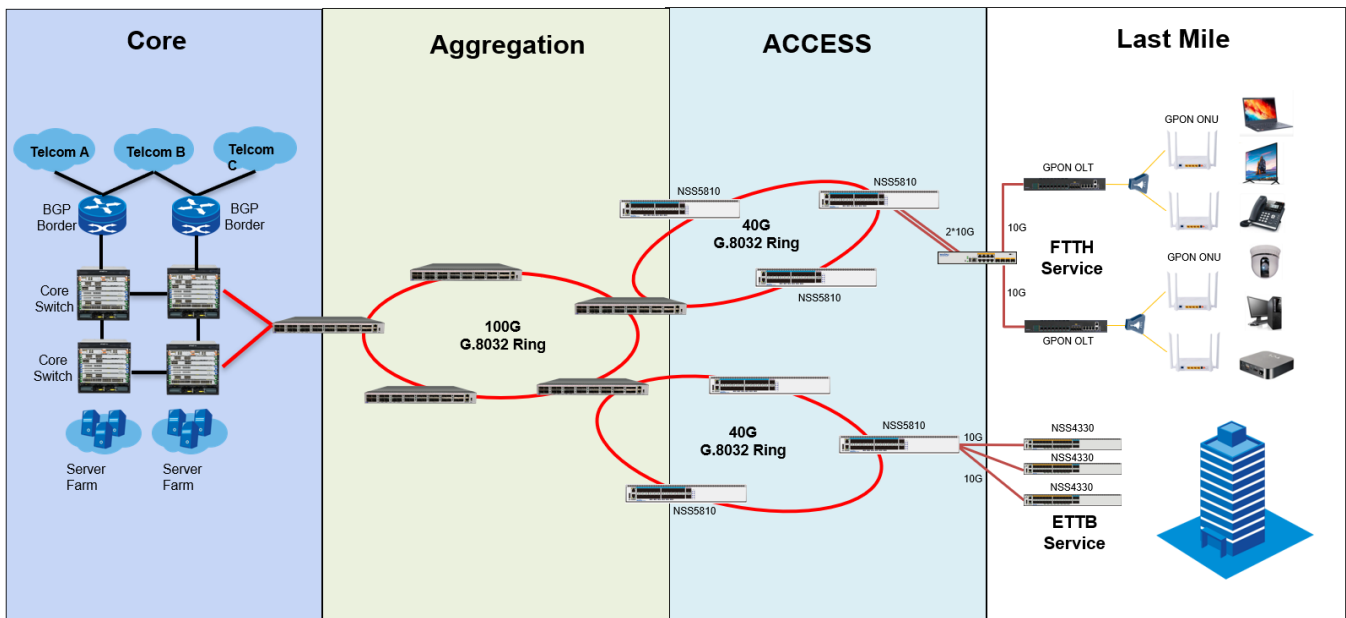 Core
Aggregation
ACCESS
Last Mile
Telcom A
Telcom B
Telcom
C
BGP
Border
BGP
Border
Core
Switch
Core
Switch
Server
Farm
Server
Farm
100G
G.8032 Ring
NSS5810
NSS5810
40G
G.8032 Ring
NSS5810
2*10G
40G
G.8032 Ring
NSS5810
NSS5810
GPON ONU
GPON OLT
10G
FTTH
Service
GPON ONU
10G
GPON OLT
10G
10G
NSS4330
NSS4330
NSS4330
ETTB
Service